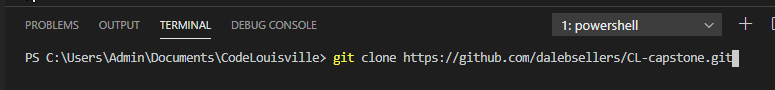 PROBLEMS OUTPUT TERMINAL DEBUG CONSOLE 1: powershell
PS C:\Users\Admin\Documents\CodeLouisville> git clone https://github.com/dalebsellers/CL-capstone.git